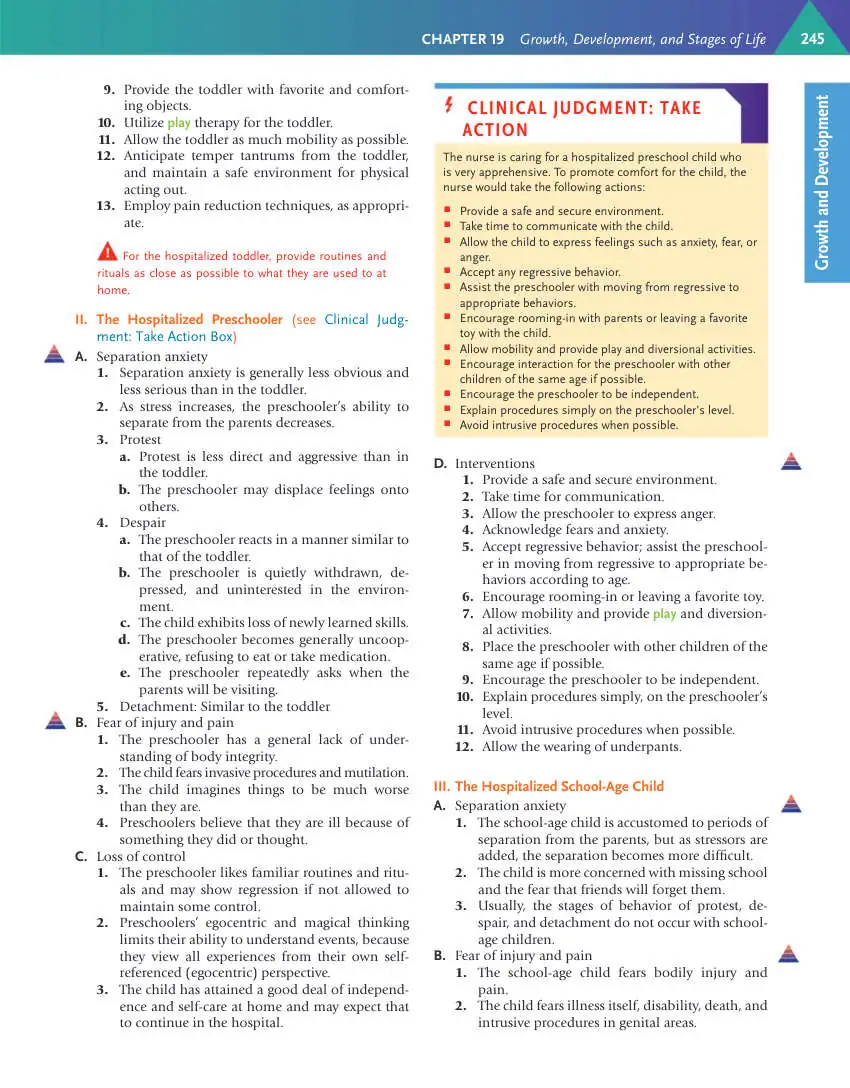 CHAPTER 19 Growth, Development, and Stages of Life 245
9. Provide the toddler with favorite and comfort-
ing objects.
10. Utilize play therapy for the toddler.
11. Allow the toddler as much mobility as possible.
12. Anticipate temper tantrums from the toddler,
and maintain a safe environment for physical
acting out.
13. Employ pain reduction techniques, as appropri-
ate.
For the hospitalized toddler, provide routines and
rituals as close as possible to what they are used to at
home.
II. The Hospitalized Preschooler (see Clinical Judg-
ment: Take Action Box)
A. Separation anxiety
1. Separation anxiety is generally less obvious and
less serious than in the toddler.
2. As stress increases, the preschooler's ability to
separate from the parents decreases.
3. Protest
a. Protest is less direct and aggressive than in
the toddler.
b. The preschooler may displace feelings onto
others.
4. Despair
a. The preschooler reacts in a manner similar to
that of the toddler.
b. The preschooler is quietly withdrawn, de-
pressed, and uninterested in the environ-
ment.
c. The child exhibits loss of newly learned skills.
d. The preschooler becomes generally uncoop-
erative, refusing to eat or take medication.
e. The preschooler repeatedly asks when the
parents will be visiting.
5. Detachment: Similar to the toddler
B. Fear of injury and pain
1. The preschooler has a general lack of under-
standing of body integrity.
2. The child fears invasive procedures and mutilation.
3. The child imagines things to be much worse
than they are.
4. Preschoolers believe that they are ill because of
something they did or thought.
C. Loss of control
1. The preschooler likes familiar routines and ritu-
als and may show regression if not allowed to
maintain some control.
2. Preschoolers' egocentric and magical thinking
limits their ability to understand events, because
they view all experiences from their own self-
referenced (egocentric) perspective.
3. The child has attained a good deal of independ-
ence and self-care at home and may expect that
to continue in the hospital.
CLINICAL JUDGMENT: TAKE
ACTION
The nurse is caring for a hospitalized preschool child who
is very apprehensive. To promote comfort for the child, the
nurse would take the following actions:
▪ Provide a safe and secure environment.
▪ Take time to communicate with the child.
▪ Allow the child to express feelings such as anxiety, fear, or
anger.
▪ Accept any regressive behavior.
▪ Assist the preschooler with moving from regressive to
appropriate behaviors.
▪ Encourage rooming-in with parents or leaving a favorite
toy with the child.
▪ Allow mobility and provide play and diversional activities.
▪ Encourage interaction for the preschooler with other
children of the same age if possible.
▪ Encourage the preschooler to be independent.
▪ Explain procedures simply on the preschooler's level.
▪ Avoid intrusive procedures when possible.
D. Interventions
1. Provide a safe and secure environment.
2. Take time for communication.
3. Allow the preschooler to express anger.
4. Acknowledge fears and anxiety.
5. Accept regressive behavior; assist the preschool-
er in moving from regressive to appropriate be-
haviors according to age.
6. Encourage rooming-in or leaving a favorite toy.
7. Allow mobility and provide play and diversion-
al activities.
8. Place the preschooler with other children of the
same age if possible.
9. Encourage the preschooler to be independent.
10. Explain procedures simply, on the preschooler's
level.
11. Avoid intrusive procedures when possible.
12. Allow the wearing of underpants.
III. The Hospitalized School-Age Child
A. Separation anxiety
1. The school-age child is accustomed to periods of
separation from the parents, but as stressors are
added, the separation becomes more difficult.
2. The child is more concerned with missing school
and the fear that friends will forget them.
3. Usually, the stages of behavior of protest, de-
spair, and detachment do not occur with school-
age children.
B. Fear of injury and pain
1. The school-age child fears bodily injury and
pain.
2. The child fears illness itself, disability, death, and
intrusive procedures in genital areas.
Growth and Development